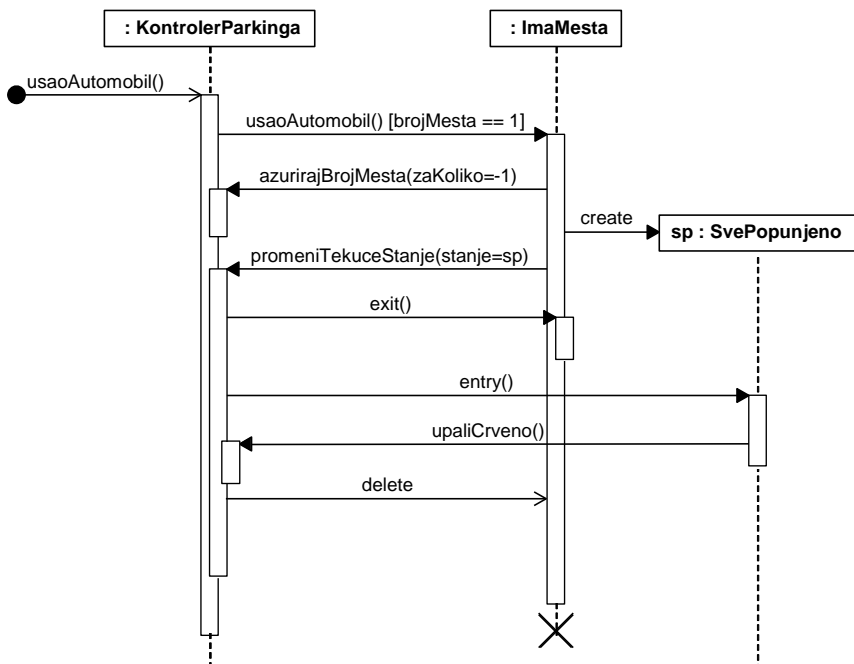 : KontrolerParkinga
: ImaMesta
usaoAutomobil()
usaoAutomobil() [brojMesta == 1]
azurirajBrojMesta(zaKoliko=-1)
create
sp : SvePopunjeno
promeniTekuceStanje(stanje=sp)
exit()
entry()
upaliCrveno()
delete